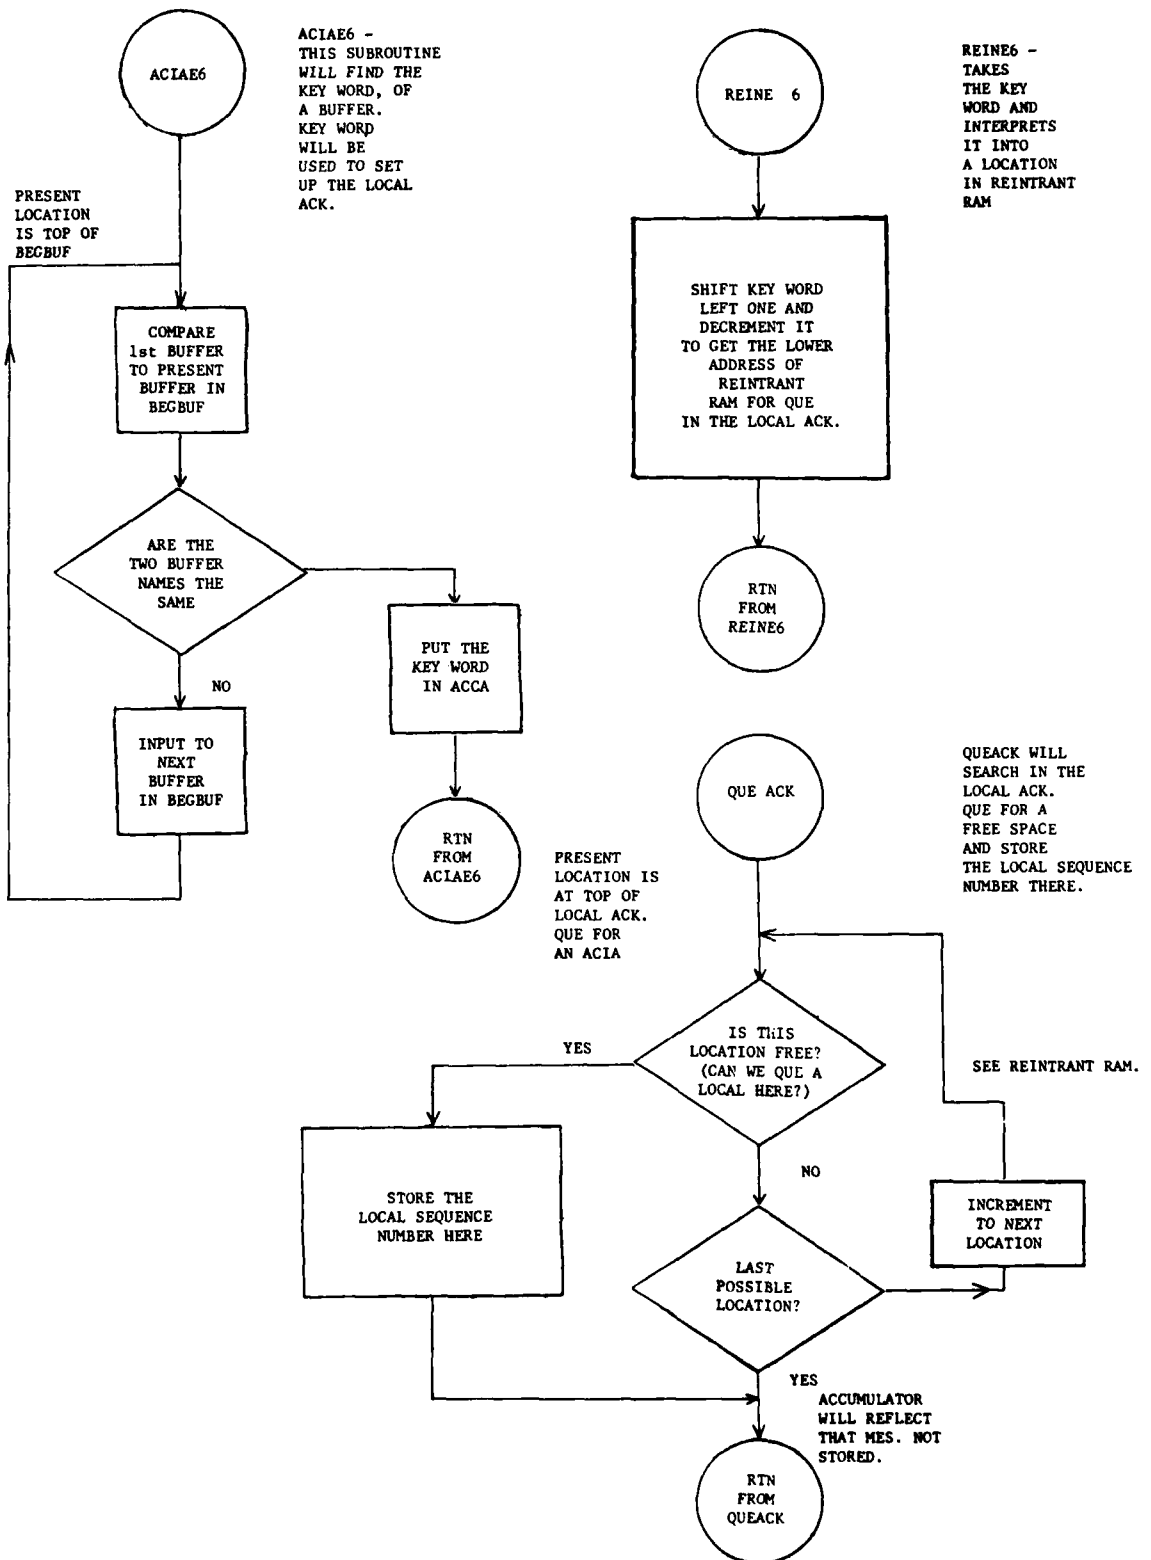 ACIAE6
ACIAE6 -
THIS SUBROUTINE
WILL FIND THE
KEY WORD, OF
A BUFFER.
KEY WORD
WILL BE
USED TO SET
UP THE LOCAL
ACK.
PRESENT
LOCATION
IS TOP OF
BEGBUF
COMPARE
1st BUFFER
TO PRESENT
BUFFER IN
BEGBUF
ARE THE
TWO BUFFER
NAMES THE
SAME
NO
INPUT TO
NEXT
BUFFER
IN BEGBUF
PUT THE
KEY WORD
IN ACCA
RTN
FROM
ACIAE6
REINE 6
REINE6 -
TAKES
THE KEY
WORD AND
INTERPRETS
IT INTO
A LOCATION
IN REINTRANT
RAM
SHIFT KEY WORD
LEFT ONE AND
DECREMENT IT
TO GET THE LOWER
ADDRESS OF
REINTRANT
RAM FOR QUE
IN THE LOCAL ACK.
RTN
FROM
REINE6
QUE ACK
QUEACK WILL
SEARCH IN THE
LOCAL ACK.
QUE FOR A
FREE SPACE
AND STORE
THE LOCAL SEQUENCE
NUMBER THERE.
PRESENT
LOCATION IS
AT TOP OF
LOCAL ACK.
QUE FOR
AN ACIA
IS THIS
LOCATION FREE?
(CAN WE QUE A
LOCAL HERE?)
YES
SEE REINTRANT RAM.
STORE THE
LOCAL SEQUENCE
NUMBER HERE
NO
INCREMENT
TO NEXT
LOCATION
LAST
POSSIBLE
LOCATION?
YES
ACCUMULATOR
WILL REFLECT
THAT MES. NOT
STORED.
RTN
FROM
QUEACK